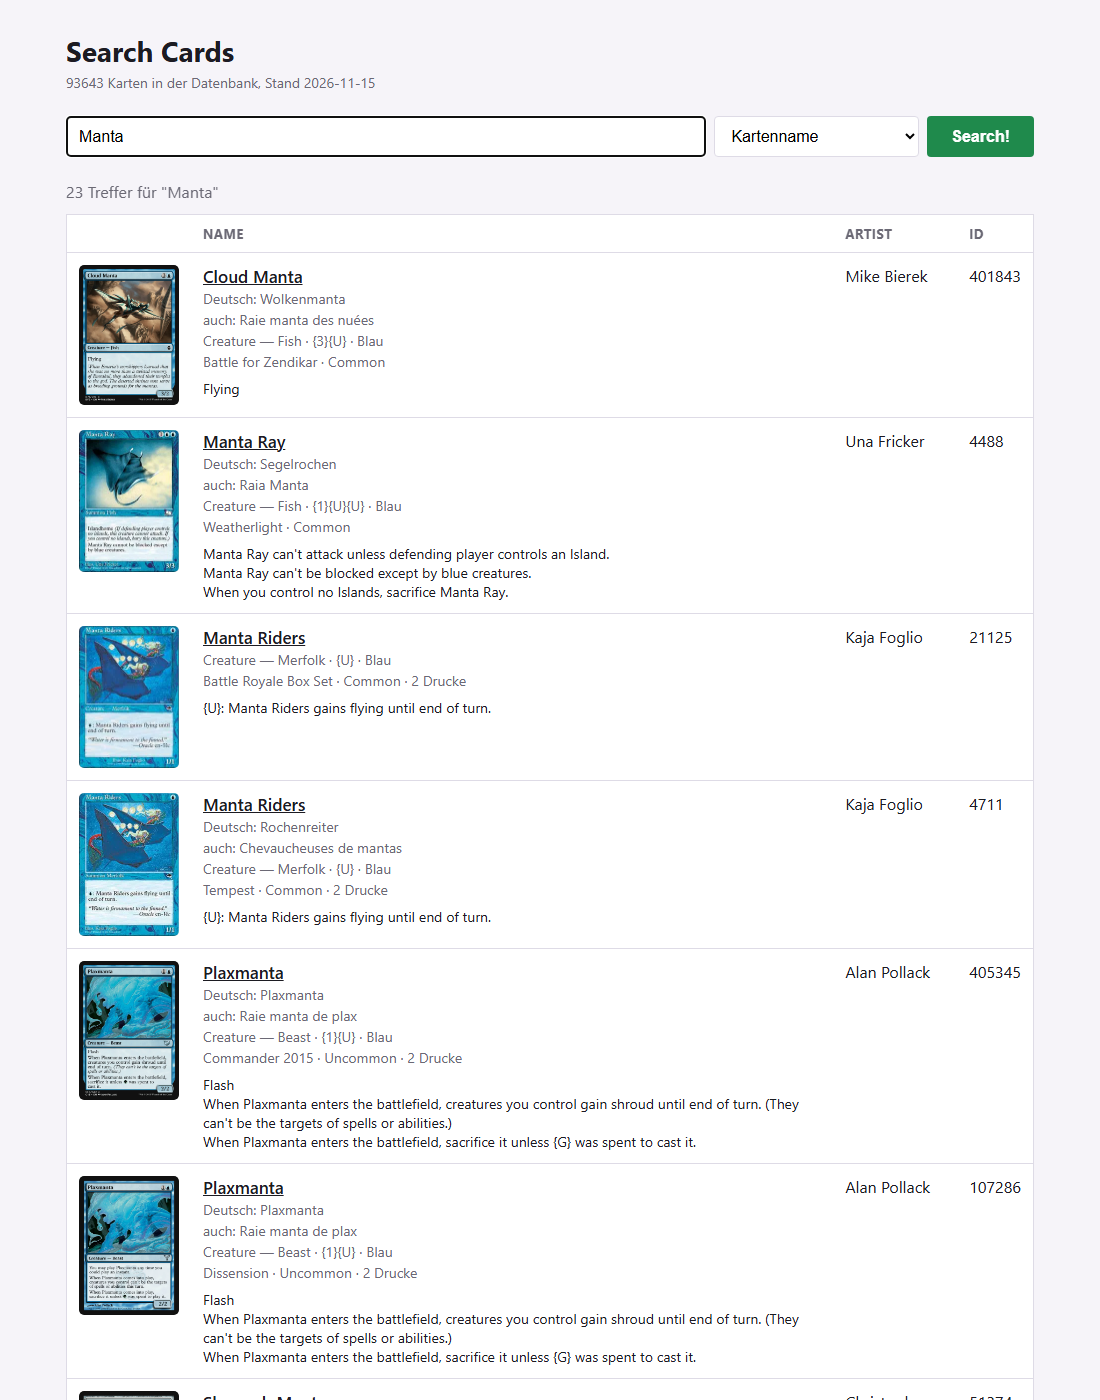 Search Cards
93643 Karten in der Datenbank, Stand 2026-11-15
Manta
Kartenname
Search!
23 Treffer für "Manta"
NAME
ARTIST
ID
Cloud Manta
Mike Bierek
401843
Deutsch: Wolkenmanta
auch: Raie manta des nuées
Creature — Fish · {3}{U} · Blau
Battle for Zendikar · Common
Flying
Manta Ray
Una Fricker
4488
Deutsch: Segelrochen
auch: Raia Manta
Creature — Fish · {1}{U}{U} · Blau
Weatherlight · Common
Manta Ray can't attack unless defending player controls an Island.
Manta Ray can't be blocked except by blue creatures.
When you control no Islands, sacrifice Manta Ray.
Manta Riders
Kaja Foglio
21125
Creature — Merfolk · {U} · Blau
Battle Royale Box Set · Common · 2 Drucke
{U}: Manta Riders gains flying until end of turn.
Manta Riders
Kaja Foglio
4711
Deutsch: Rochenreiter
auch: Chevaucheuses de mantas
Creature — Merfolk · {U} · Blau
Tempest · Common · 2 Drucke
{U}: Manta Riders gains flying until end of turn.
Plaxmanta
Alan Pollack
405345
Deutsch: Plaxmanta
auch: Raie manta de plax
Creature — Beast · {1}{U} · Blau
Commander 2015 · Uncommon · 2 Drucke
Flash
When Plaxmanta enters the battlefield, creatures you control gain shroud until end of turn. (They
can't be the targets of spells or abilities.)
When Plaxmanta enters the battlefield, sacrifice it unless {G} was spent to cast it.
Plaxmanta
Alan Pollack
107286
Deutsch: Plaxmanta
auch: Raie manta de plax
Creature — Beast · {1}{U} · Blau
Dissension · Uncommon · 2 Drucke
Flash
When Plaxmanta enters the battlefield, creatures you control gain shroud until end of turn. (They
can't be the targets of spells or abilities.)
When Plaxmanta enters the battlefield, sacrifice it unless {G} was spent to cast it.